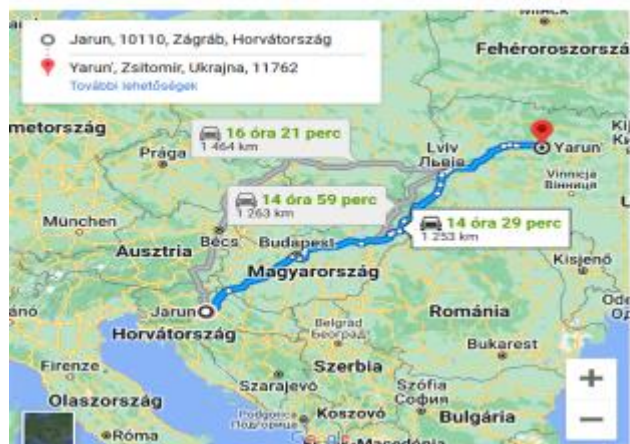 Jarun, 10110, Zágráb, Horvátország
Yarun', Zsitomir, Ukrajna, 11762
További lehetőségek
Fehéroroszorszá
metország
16 óra 21 perc
1 464 km
Prága
Lviv
Львів
Yarun'
Vinnicja
Вінниця
14 óra 59 perc
1 263 km
München
14 óra 29 perc
1 253 km
Bécs
Budapest
Ausztria
Magyarország
Kisjenő
Jarun
Románia
Horvátország
Belgrád
Београд
Bukarest
Firenze
Szerbia
Szarajevó
Szófia
София
Olaszország
Koszovó
Bulgária
Róma
+
−